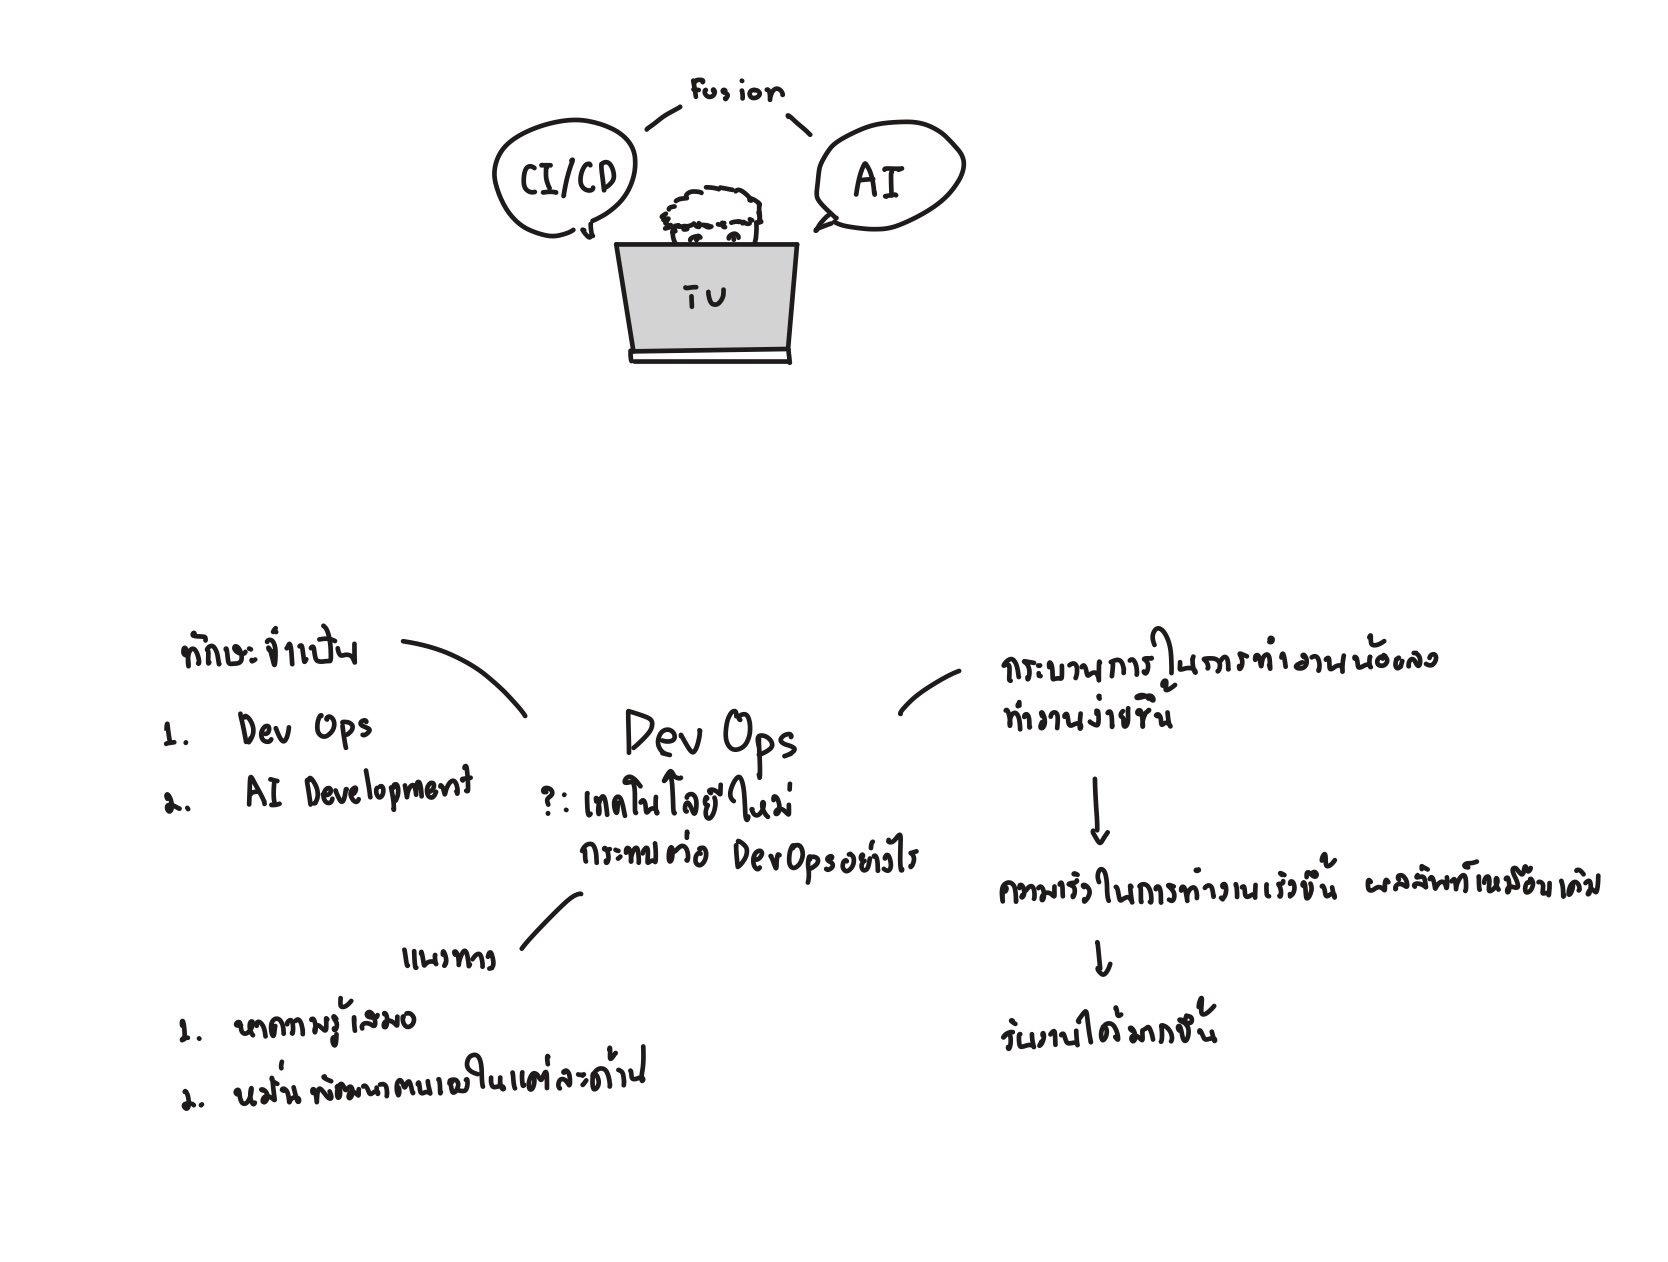 Fusion
CI/CD
AI
TU
ทักษะจำเป็น
1. Dev Ops
2. AI Development
Dev Ops
?: เทคโนโลยีใหม่
กระทบต่อ DevOps อย่างไร
แนวทาง
1. หาความรู้เสมอ
2. หมั่นพัฒนาตนเองในแต่ละด้าน
กระบวนการในการทำงานน้อยลง
ทำงานง่ายขึ้น
ความเร็วในการทำงานเร็วขึ้น ผลลัพท์เหมือนเดิม
รับงานได้มากขึ้น